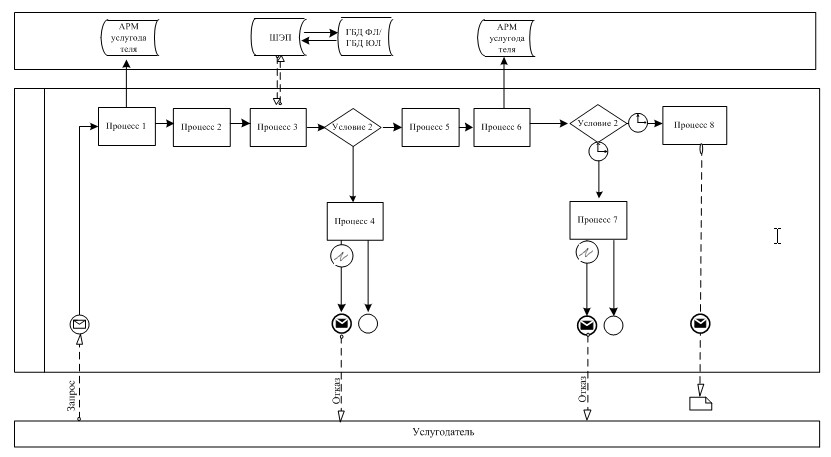 АРМ
услугода
теля
ШЭП
ГБД ФЛ/
ГБД ЮЛ
АРМ
услугода
теля
Процесс 1
Процесс 2
Процесс 3
Условие 2
Процесс 5
Процесс 6
Условие 2
Процесс 8
Процесс 4
Процесс 7
Запрос
Отказ
Отказ
Услугодатель